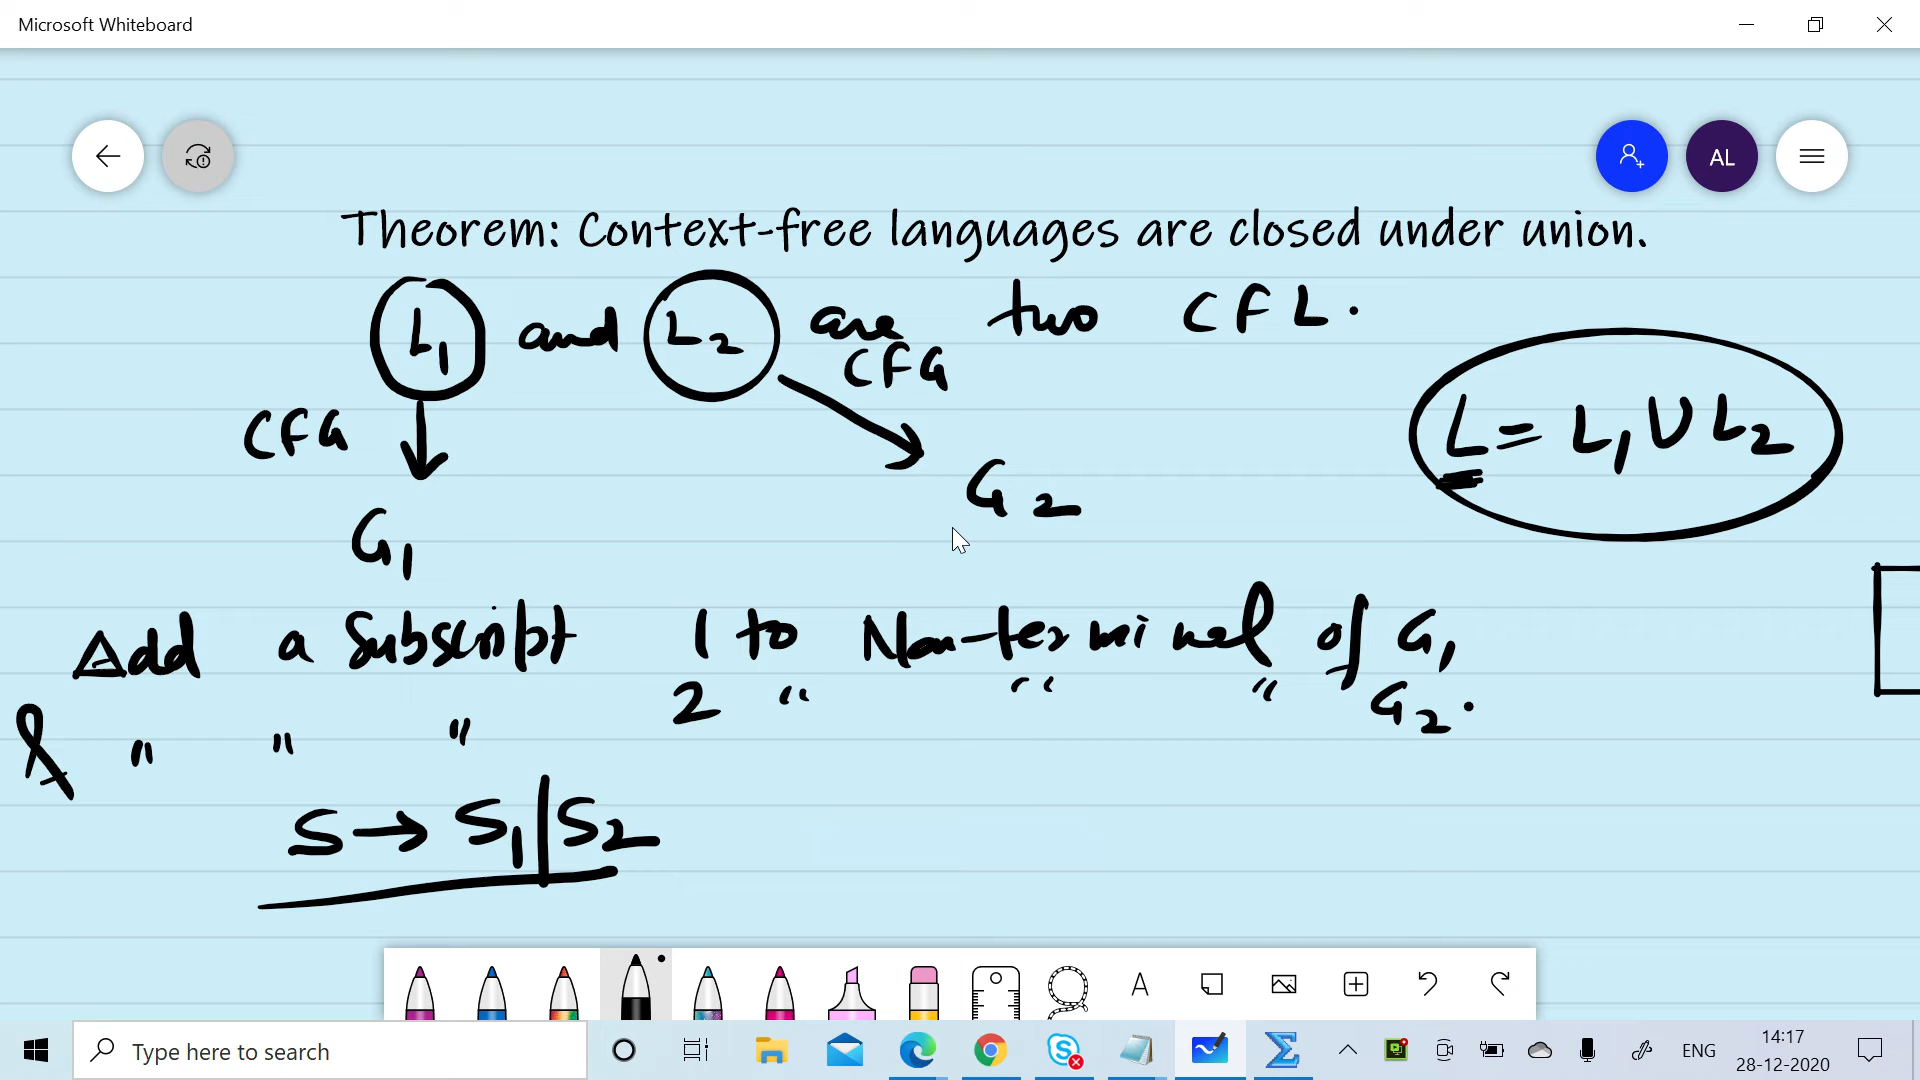 Microsoft Whiteboard
AL
Theorem: Context-free languages are closed under union.
L1 and L2 are two CFL.
CFG
CFG
L = L1 U L2
G1
G2
Add a Subscript 1 to Non-terminal of G1
& " " " 2 " " " G2.
S → S1|S2
A
Type here to search
ENG
14:17
28-12-2020